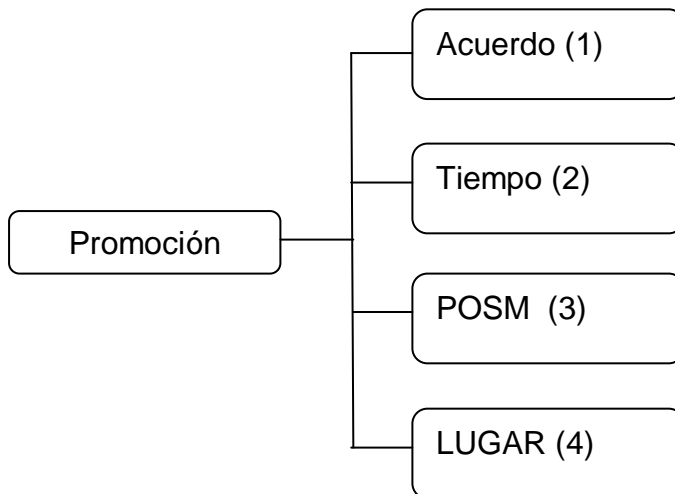 Acuerdo (1)
Tiempo (2)
Promoción
POSM (3)
LUGAR (4)